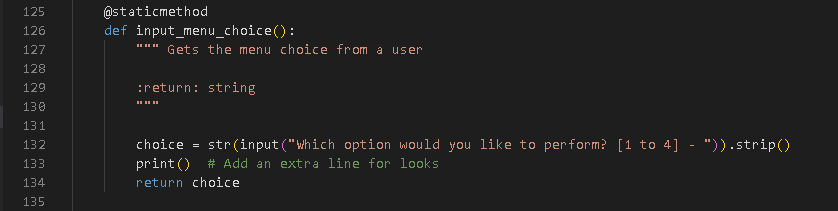 125 @staticmethod
126 def input_menu_choice():
127 """ Gets the menu choice from a user
128
129 :return: string
130 """
131
132 choice = str(input("Which option would you like to perform? [1 to 4] - ")).strip()
133 print()  # Add an extra line for looks
134 return choice
135